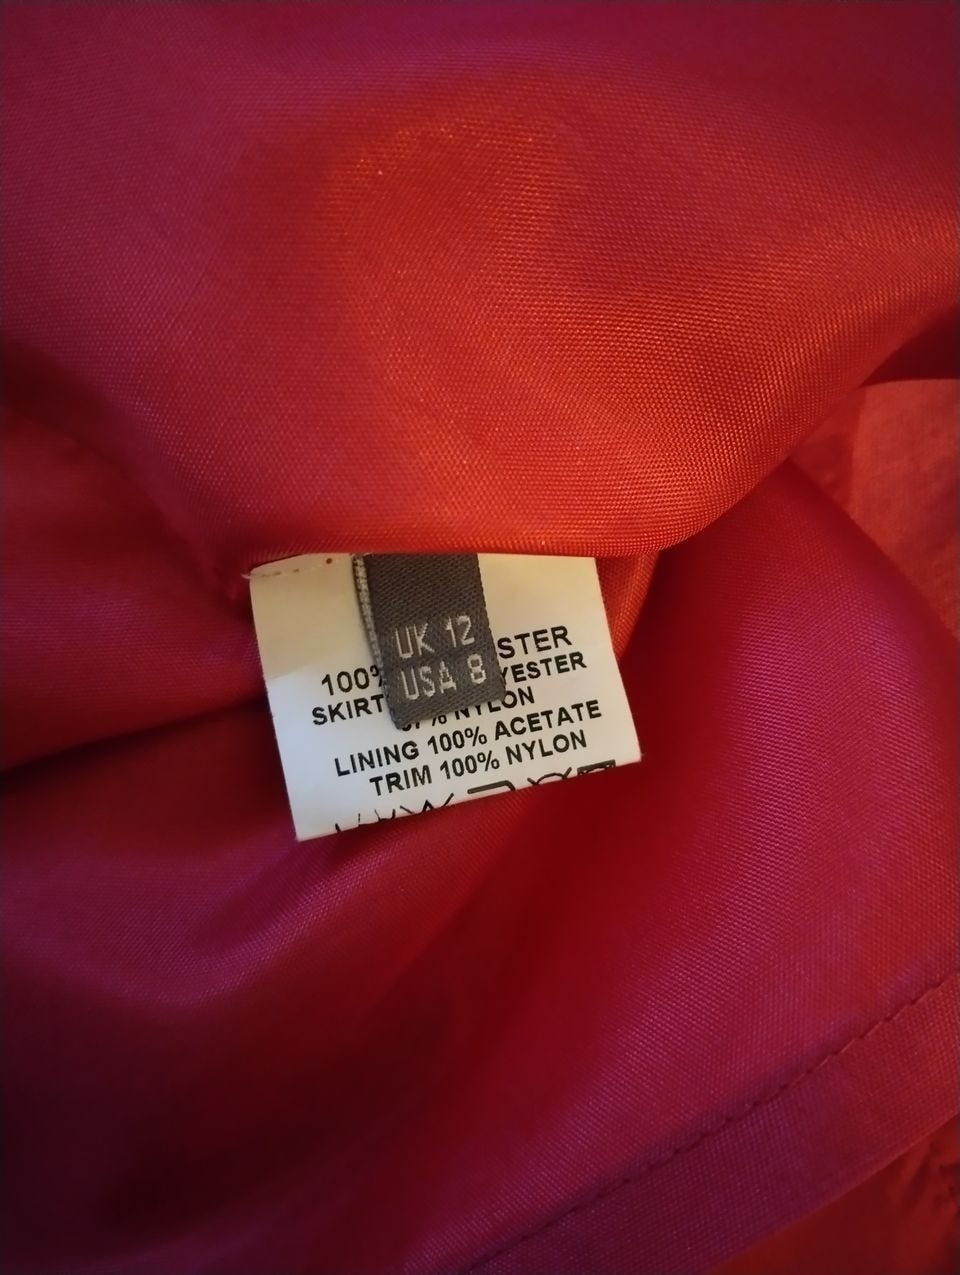 UK 12
USA 8
100%
STER
SKIRT
YESTER
% NYLON
LINING 100% ACETATE
TRIM 100% NYLON